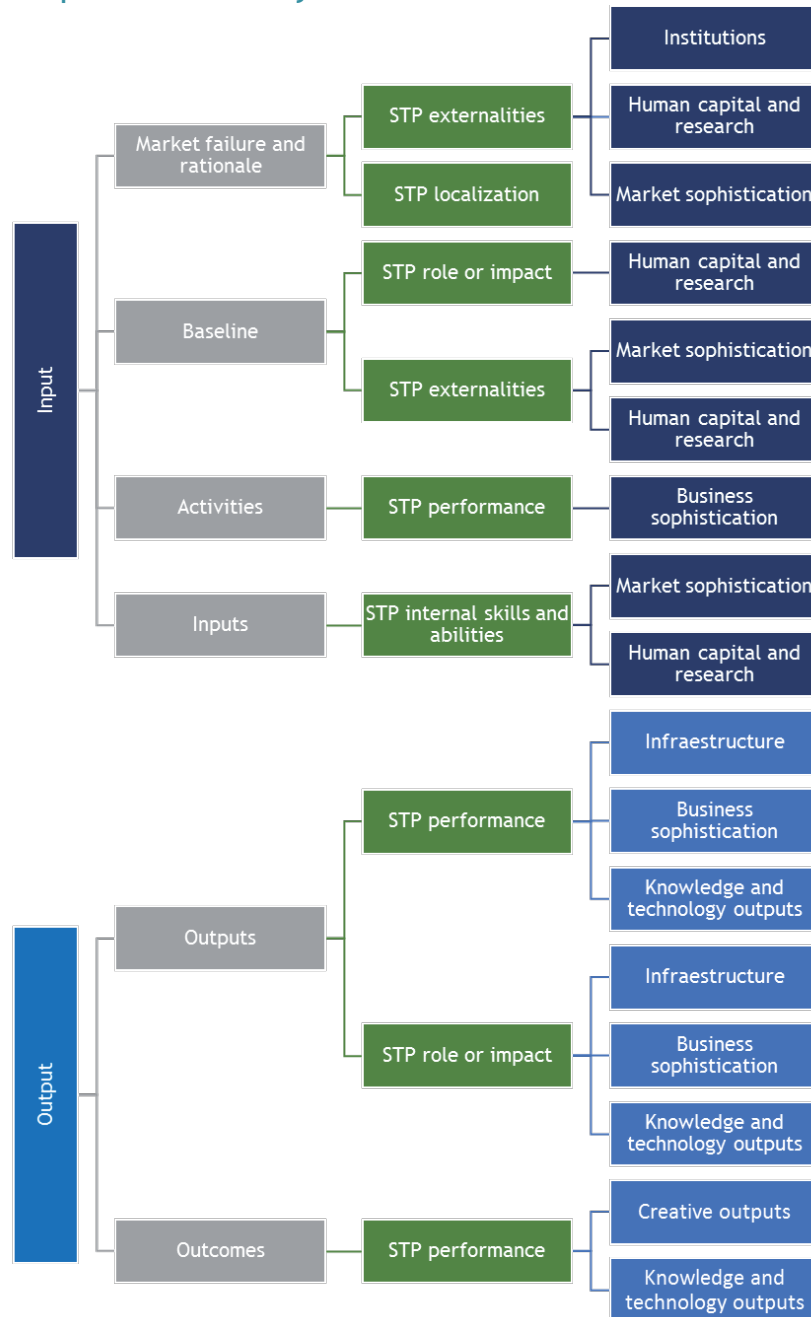 Institutions
STP externalities
Human capital and
research
Market failure and
rationale
STP localization
Market sophistication
Input
STP role or impact
Human capital and
research
Baseline
Market sophistication
STP externalities
Human capital and
research
Activities
STP performance
Business
sophistication
Market sophistication
Inputs
STP internal skills and
abilities
Human capital and
research
Infraestructure
STP performance
Business
sophistication
Knowledge and
technology outputs
Outputs
Infraestructure
Output
STP role or impact
Business
sophistication
Knowledge and
technology outputs
Creative outputs
Outcomes
STP performance
Knowledge and
technology outputs